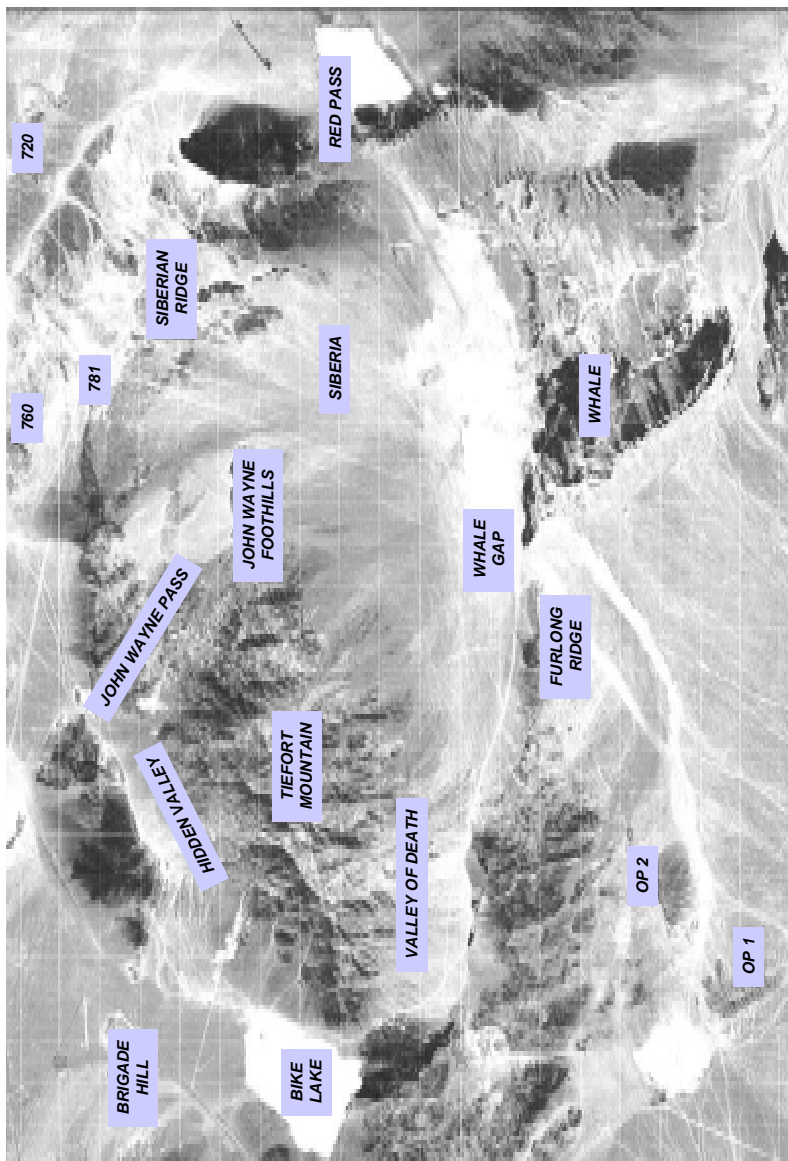 760
720
781
BRIGADE
HILL
JOHN WAYNE PASS
SIBERIAN
RIDGE
HIDDEN VALLEY
JOHN WAYNE
FOOTHILLS
TIEFORT
MOUNTAIN
BIKE
LAKE
SIBERIA
RED PASS
VALLEY OF DEATH
WHALE
GAP
FURLONG
RIDGE
WHALE
OP 2
OP 1